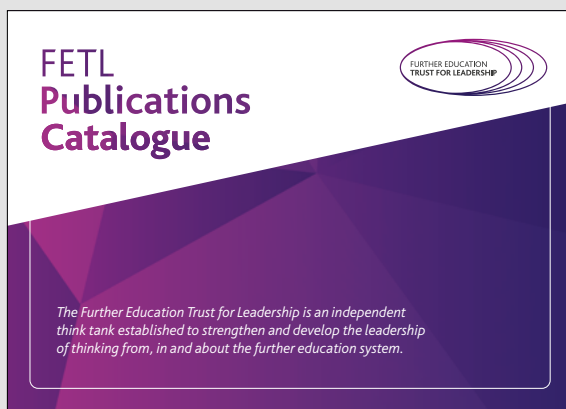 FETL
Publications
Catalogue
FURTHER EDUCATION
TRUST FOR LEADERSHIP
The Further Education Trust for Leadership is an independent
think tank established to strengthen and develop the leadership
of thinking from, in and about the further education system.